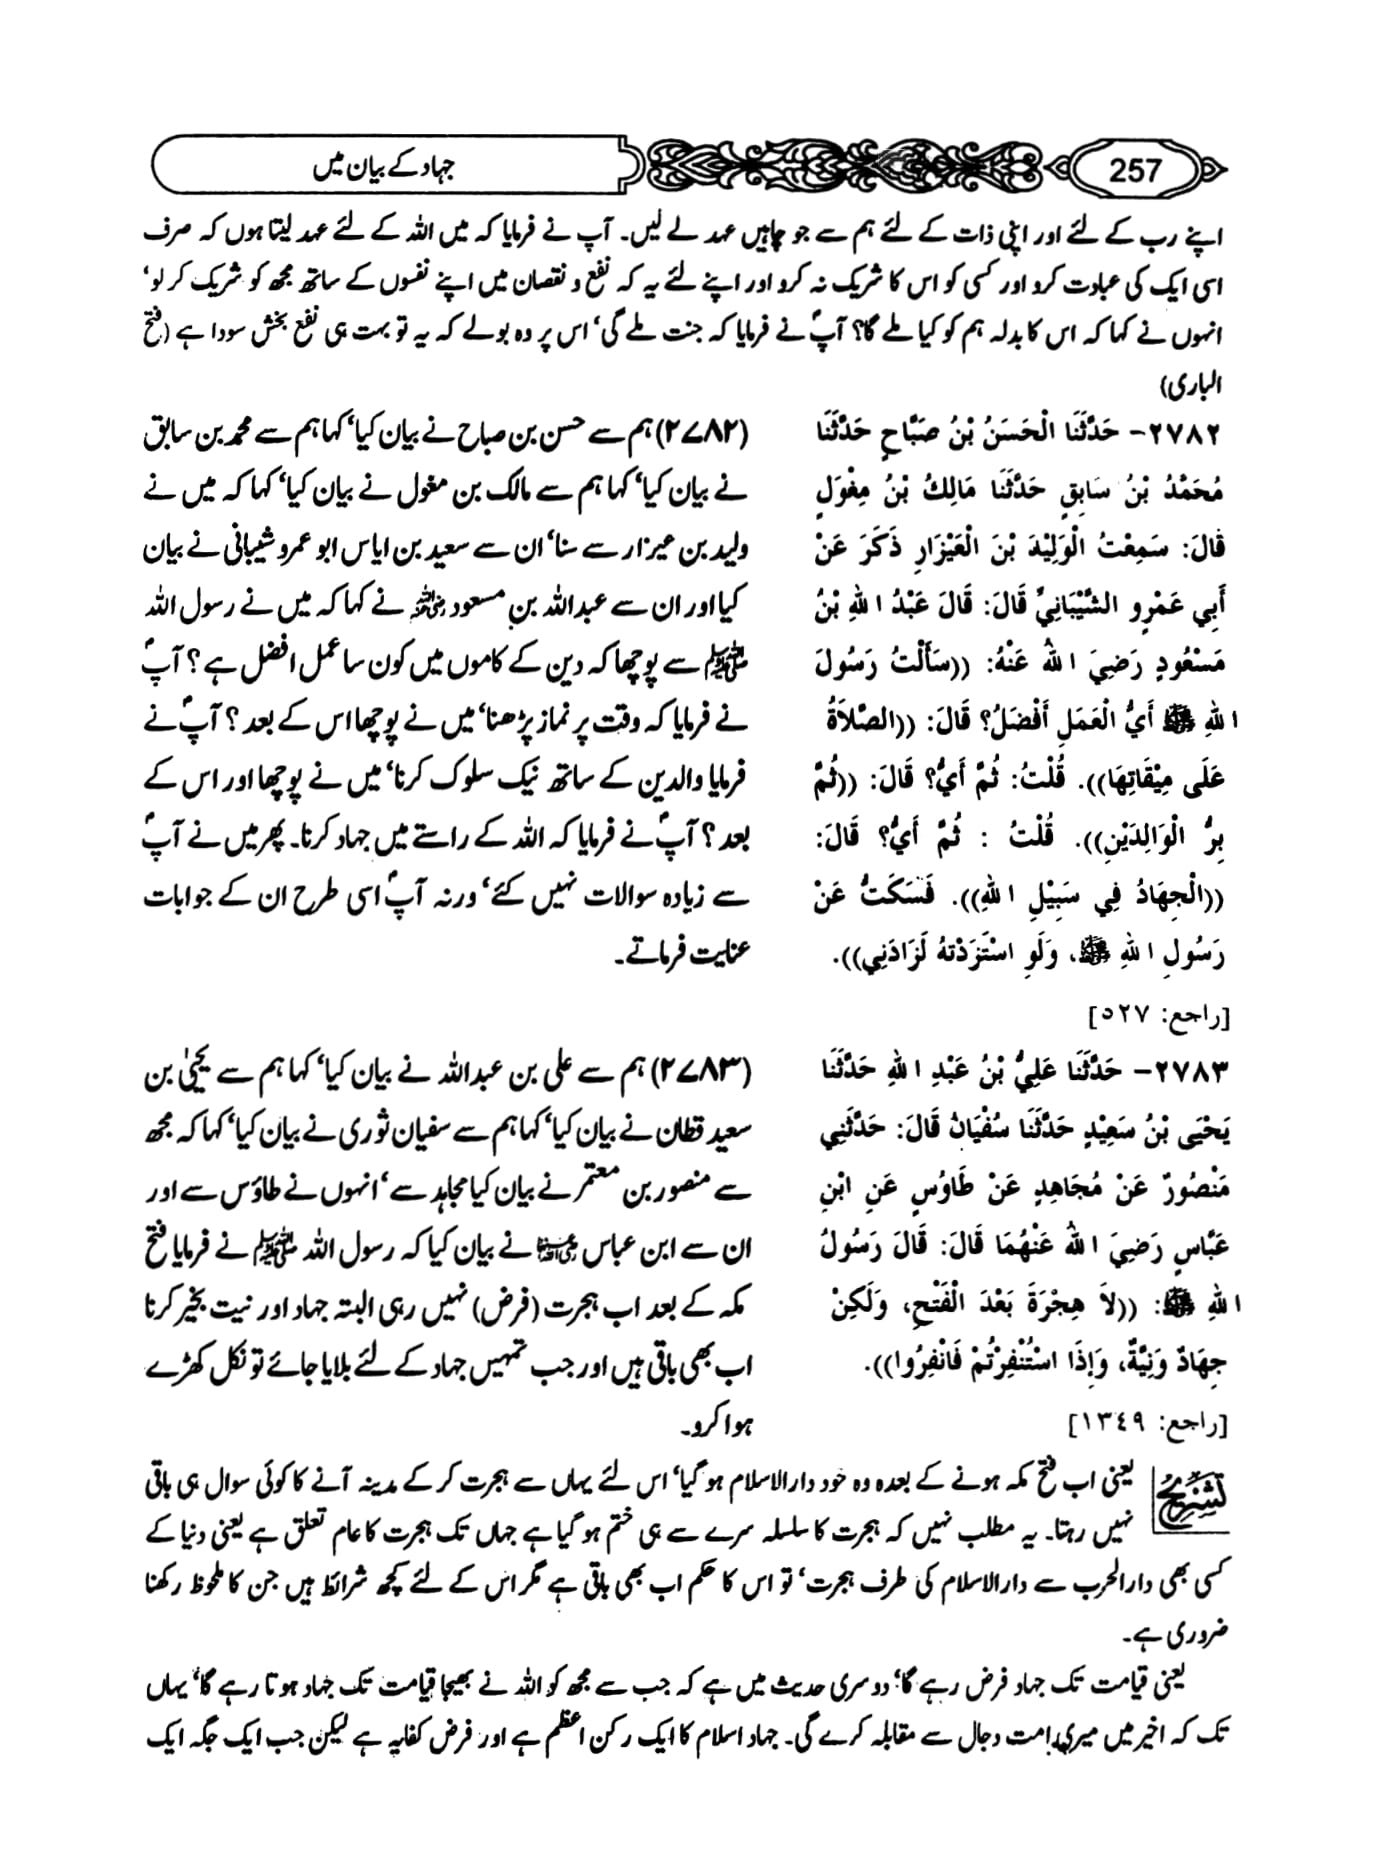 257
جہاد کے بیان میں
اپنے رب کے لئے اور اپنی ذات کے لئے ہم سے جو چاہیں عہد لے لیں۔ آپ نے فرمایا کہ میں اللہ کے لئے عہد لیتا ہوں کہ صرف
اسی ایک کی عبادت کرو اور کسی کو اس کا شریک نہ کرو اور اپنے لئے یہ کہ نفع و نقصان میں اپنے نفسوں کے ساتھ مجھ کو شریک کر لو'
انہوں نے کہا کہ اس کا بدلہ ہم کو کیا ملے گا؟ آپؐ نے فرمایا کہ جنت ملے گی' اس پر وہ بولے کہ یہ تو بہت ہی نفع بخش سودا ہے (فتح
الباری)
٢٧٨٢- حَدَّثَنَا الْحَسَنُ بْنُ صَبَّاحٍ حَدَّثَنَا
مُحَمَّدُ بْنُ سَابِقٍ حَدَّثَنَا مَالِكُ بْنُ مِغْوَلٍ
قَالَ: سَمِعْتُ الْوَلِيْدَ بْنَ الْعَيْزَارِ ذَكَرَ عَنْ
أَبِي عَمْرٍو الشَّيْبَانِيِّ قَالَ: قَالَ عَبْدُ اللهِ بْنُ
مَسْعُودٍ رَضِيَ اللهُ عَنْهُ: ((سَأَلْتُ رَسُولَ
اللهِ ﷺ أَيُّ الْعَمَلِ أَفْضَلُ؟ قَالَ: ((الصَّلاَةُ
عَلَى مِيْقَاتِهَا)). قُلْتُ: ثُمَّ أَيُّ؟ قَالَ: ((ثُمَّ
بِرُّ الْوَالِدَيْنِ)). قُلْتُ : ثُمَّ أَيُّ؟ قَالَ:
((الْجِهَادُ فِي سَبِيْلِ اللهِ)). فَسَكَتُّ عَنْ
رَسُولِ اللهِ ﷺ، وَلَوِ اسْتَزَدْتُهُ لَزَادَنِي)).
[راجع: ٥٢٧]
(۲۷۸۲) ہم سے حسن بن صباح نے بیان کیا' کہا ہم سے محمد بن سابق
نے بیان کیا' کہا ہم سے مالک بن مغول نے بیان کیا' کہا کہ میں نے
ولید بن عیزار سے سنا' ان سے سعید بن ایاس ابو عمرو شیبانی نے بیان
کیا اور ان سے عبداللہ بن مسعود رضی اللہ عنہ نے کہا کہ میں نے رسول اللہ
ﷺ سے پوچھا کہ دین کے کاموں میں کون سا عمل افضل ہے؟ آپؐ
نے فرمایا کہ وقت پر نماز پڑھنا' میں نے پوچھا اس کے بعد؟ آپؐ نے
فرمایا والدین کے ساتھ نیک سلوک کرنا' میں نے پوچھا اور اس کے
بعد؟ آپؐ نے فرمایا کہ اللہ کے راستے میں جہاد کرنا۔ پھر میں نے آپؐ
سے زیادہ سوالات نہیں کئے' ورنہ آپؐ اسی طرح ان کے جوابات
عنایت فرماتے۔
٢٧٨٣- حَدَّثَنَا عَلِيُّ بْنُ عَبْدِ اللهِ حَدَّثَنَا
يَحْيَى بْنُ سَعِيْدٍ حَدَّثَنَا سُفْيَانُ قَالَ: حَدَّثَنِي
مَنْصُورٌ عَنْ مُجَاهِدٍ عَنْ طَاوُسٍ عَنِ ابْنِ
عَبَّاسٍ رَضِيَ اللهُ عَنْهُمَا قَالَ: قَالَ رَسُولُ
اللهِ ﷺ: ((لاَ هِجْرَةَ بَعْدَ الْفَتْحِ، وَلَكِنْ
جِهَادٌ وَنِيَّةٌ، وَإِذَا اسْتُنْفِرْتُمْ فَانْفِرُوا)).
[راجع: ١٣٤٩]
(۲۷۸۳) ہم سے علی بن عبداللہ نے بیان کیا' کہا ہم سے یحییٰ بن
سعید قطان نے بیان کیا' کہا ہم سے سفیان ثوری نے بیان کیا' کہا کہ مجھ
سے منصور بن معتمر نے بیان کیا مجاہد سے' انہوں نے طاؤس سے اور
ان سے ابن عباس رضی اللہ عنہما نے بیان کیا کہ رسول اللہ ﷺ نے فرمایا فتح
مکہ کے بعد اب ہجرت (فرض) نہیں رہی البتہ جہاد اور نیت بخیر کرنا
اب بھی باقی ہیں اور جب تمہیں جہاد کے لئے بلایا جائے تو نکل کھڑے
ہوا کرو۔
تشریح یعنی اب فتح مکہ ہونے کے بعدہ وہ خود دارالاسلام ہو گیا' اس لئے یہاں سے ہجرت کر کے مدینہ آنے کا کوئی سوال ہی باقی
نہیں رہتا۔ یہ مطلب نہیں کہ ہجرت کا سلسلہ سرے سے ہی ختم ہو گیا ہے جہاں تک ہجرت کا عام تعلق ہے یعنی دنیا کے
کسی بھی دارالحرب سے دارالاسلام کی طرف ہجرت' تو اس کا حکم اب بھی باقی ہے مگر اس کے لئے کچھ شرائط ہیں جن کا ملحوظ رکھنا
ضروری ہے۔
یعنی قیامت تک جہاد فرض رہے گا' دوسری حدیث میں ہے کہ جب سے مجھ کو اللہ نے بھیجا قیامت تک جہاد ہوتا رہے گا' یہاں
تک کہ اخیر میں میری امت دجال سے مقابلہ کرے گی۔ جہاد اسلام کا ایک رکن اعظم ہے اور فرض کفایہ ہے لیکن جب ایک جگہ ایک